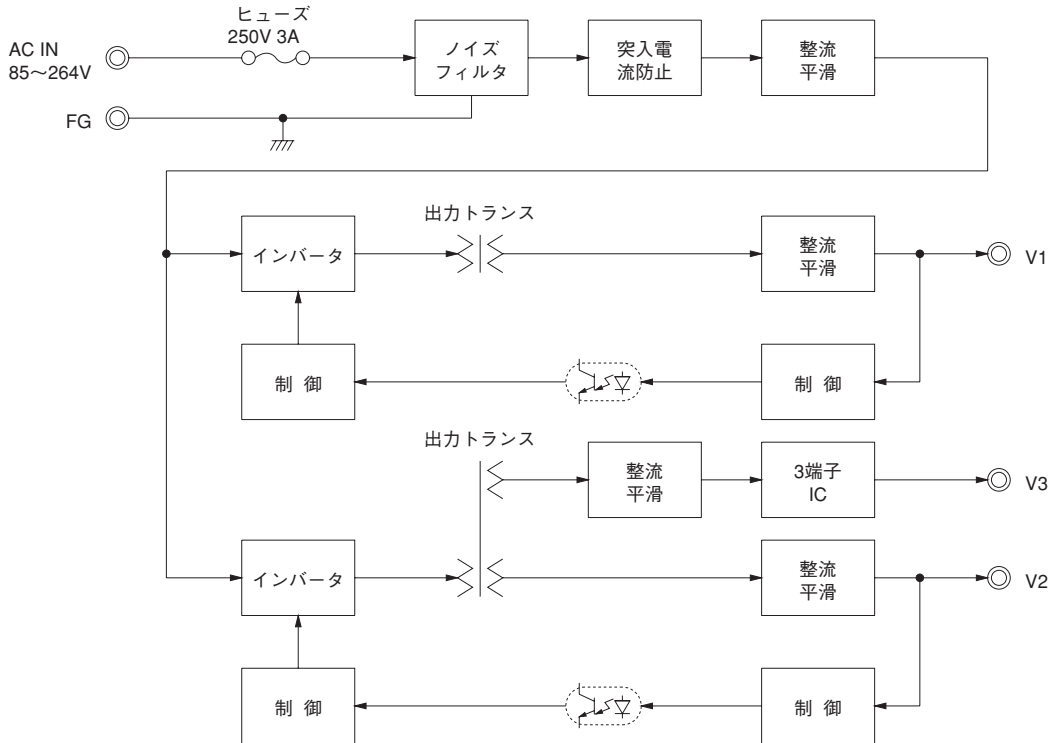 ヒューズ
250V 3A
AC IN
85～264V
ノイズ
フィルタ
突入電
流防止
整流
平滑
FG
出力トランス
インバータ
整流
平滑
V1
制 御
制 御
出力トランス
整流
平滑
3端子
IC
V3
インバータ
整流
平滑
V2
制 御
制 御